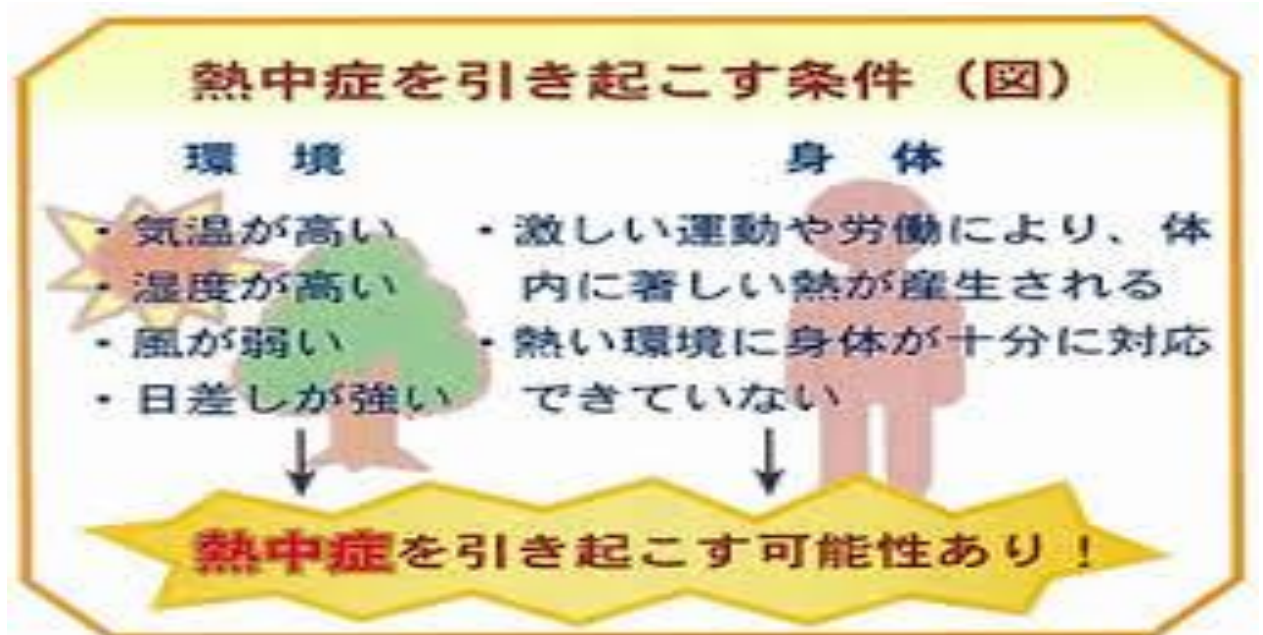 熱中症を引き起こす条件（図）
環　境
・気温が高い
・湿度が高い
・風が弱い
・日差しが強い
身　体
・激しい運動や労働により、体
内に著しい熱が産生される
・熱い環境に身体が十分に対応
できていない
熱中症を引き起こす可能性あり！